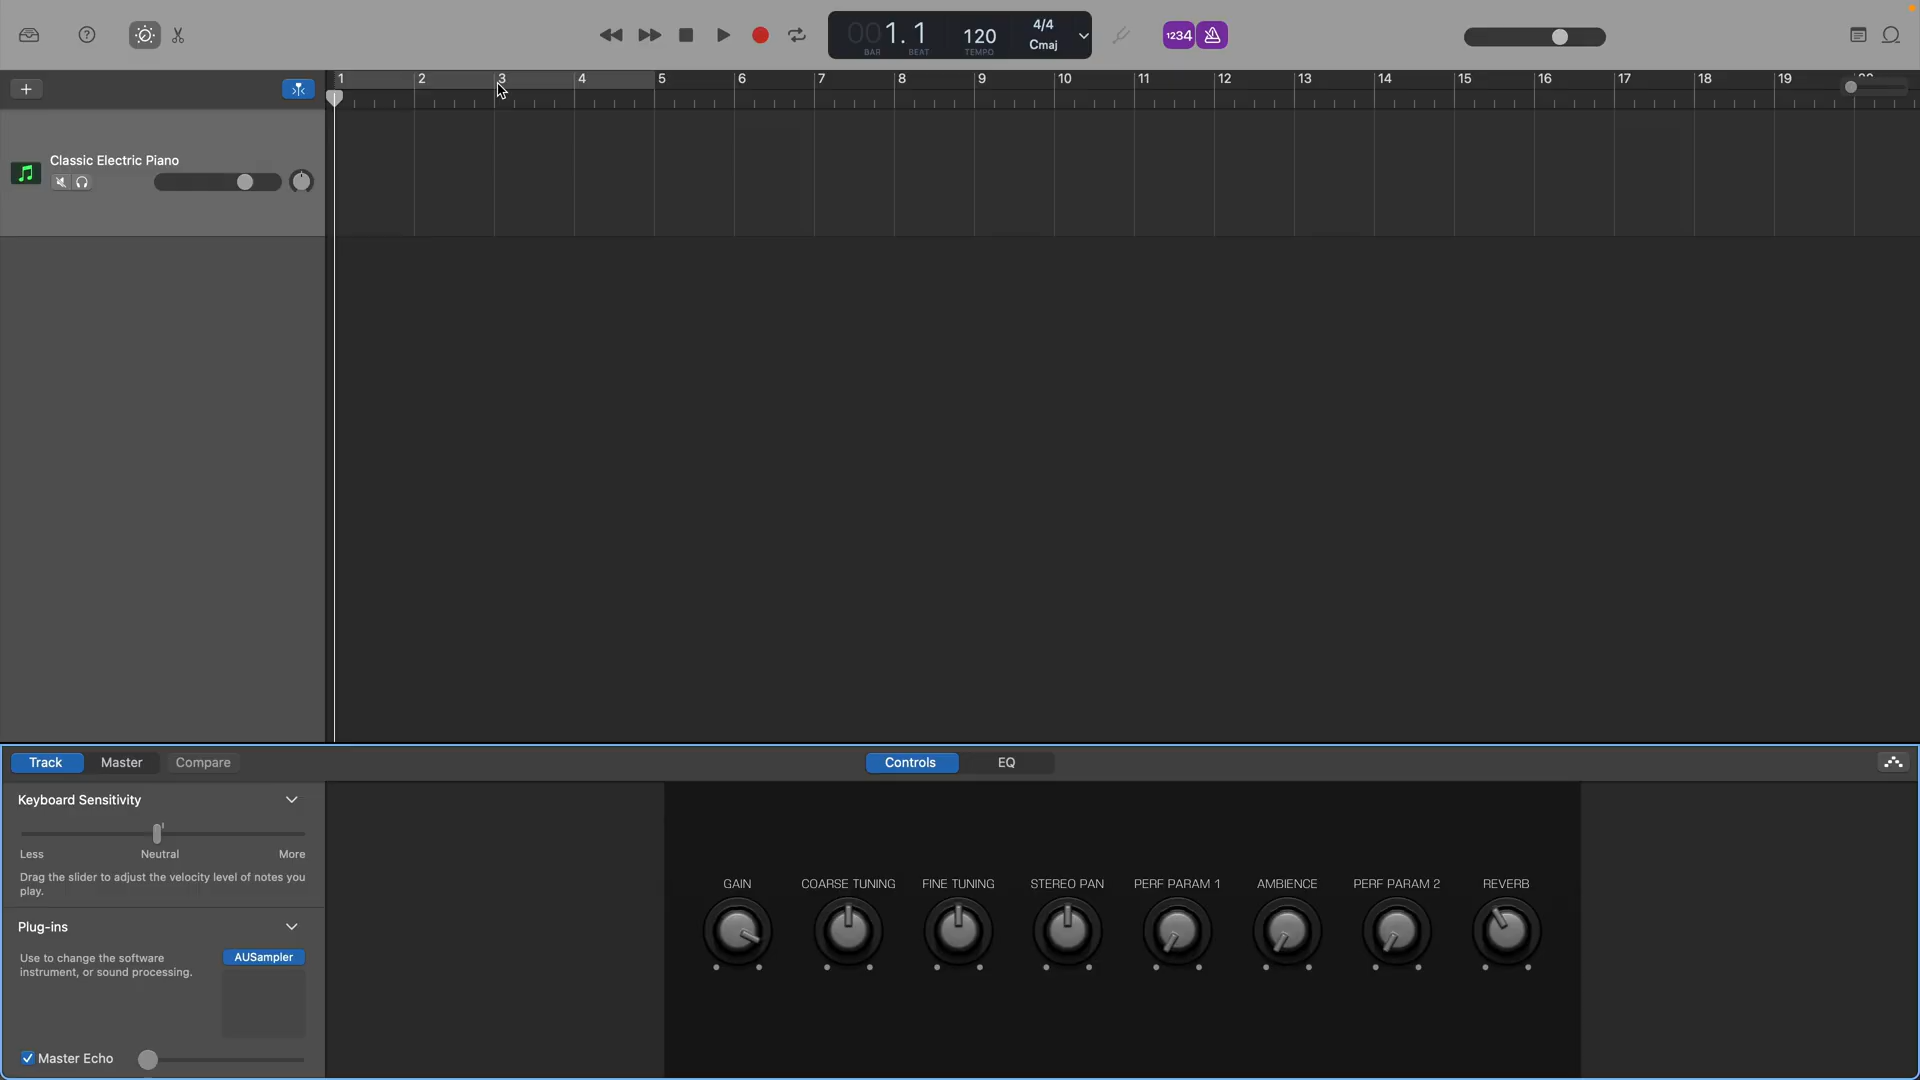 001. 1
BAR
BEAT
120
TEMPO
4/4
Cmaj
1234
1 2 3 4 5 6 7 8 9 10 11 12 13 14 15 16 17 18 19
Classic Electric Piano
Track Master Compare
Controls EQ
Keyboard Sensitivity
Less Neutral More
Drag the slider to adjust the velocity level of notes you
play.
Plug-ins
Use to change the software
instrument, or sound processing.
AUSampler
Master Echo
GAIN COARSE TUNING FINE TUNING STEREO PAN PERF PARAM 1 AMBIENCE PERF PARAM 2 REVERB